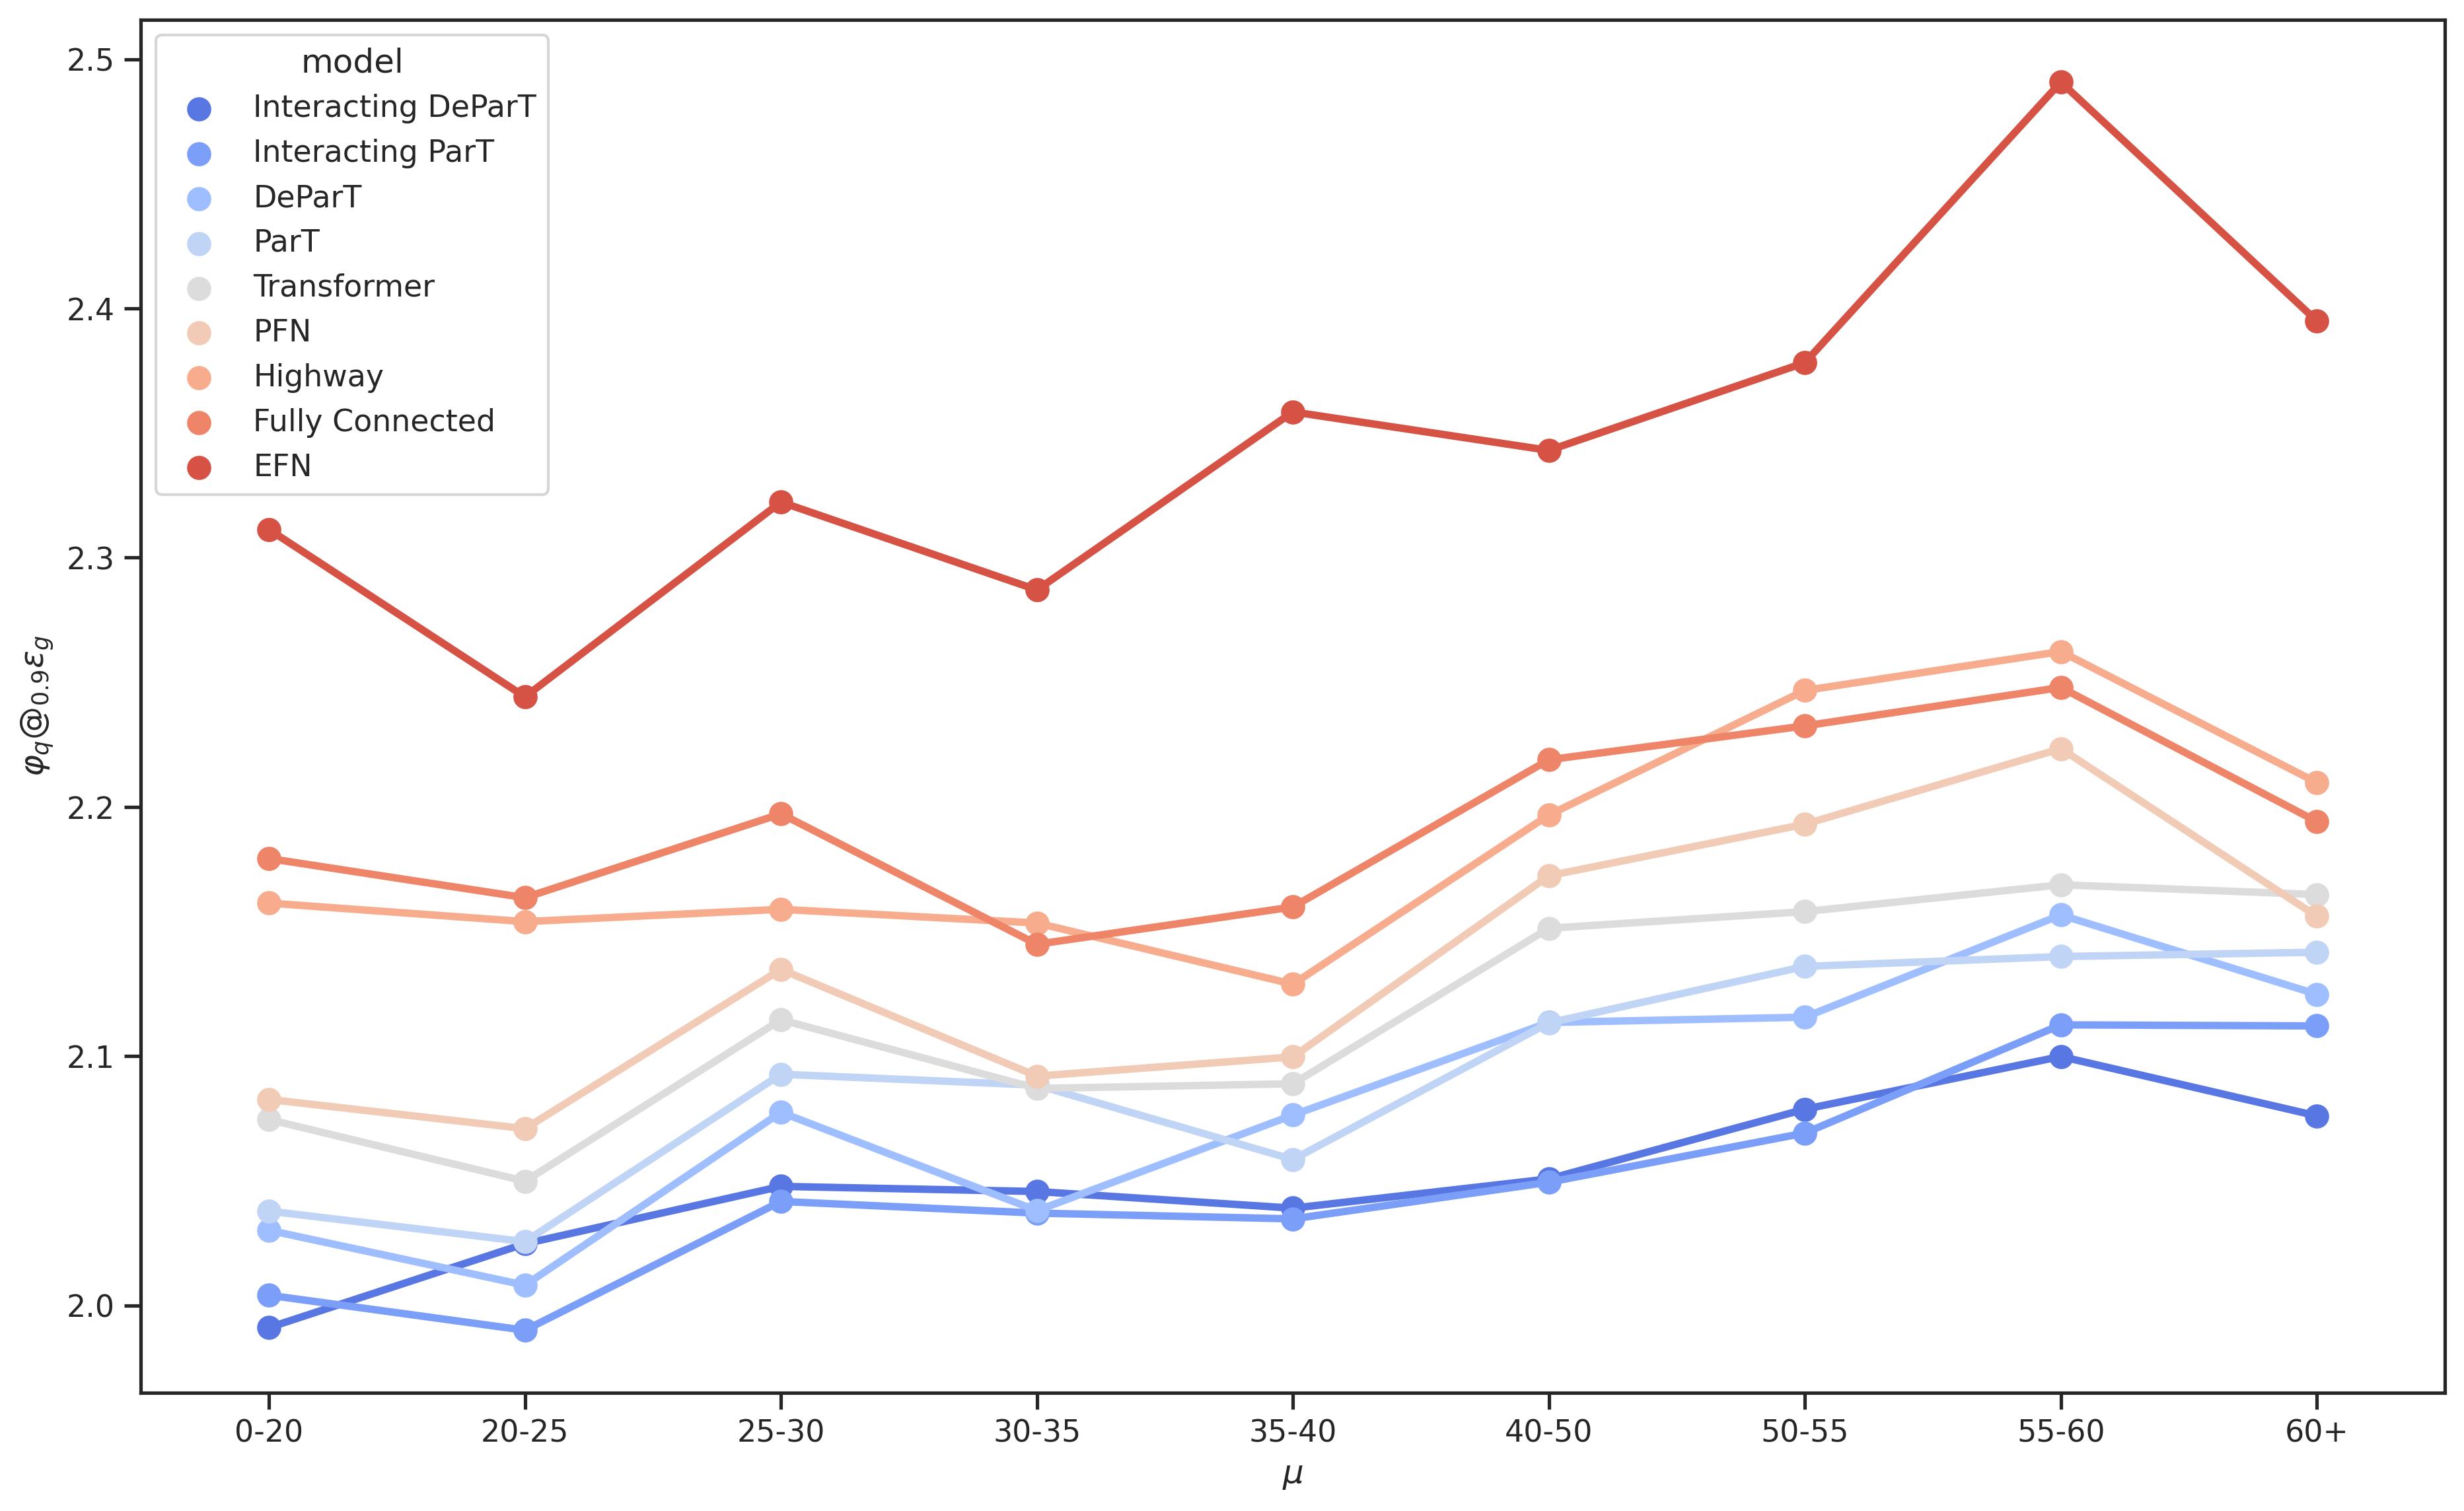 model
Interacting DeParT
Interacting ParT
DeParT
ParT
Transformer
PFN
Highway
Fully Connected
EFN
2.5
2.4
2.3
2.2
2.1
2.0
φq@0.9εg
0-20 20-25 25-30 30-35 35-40 40-50 50-55 55-60 60+
μ